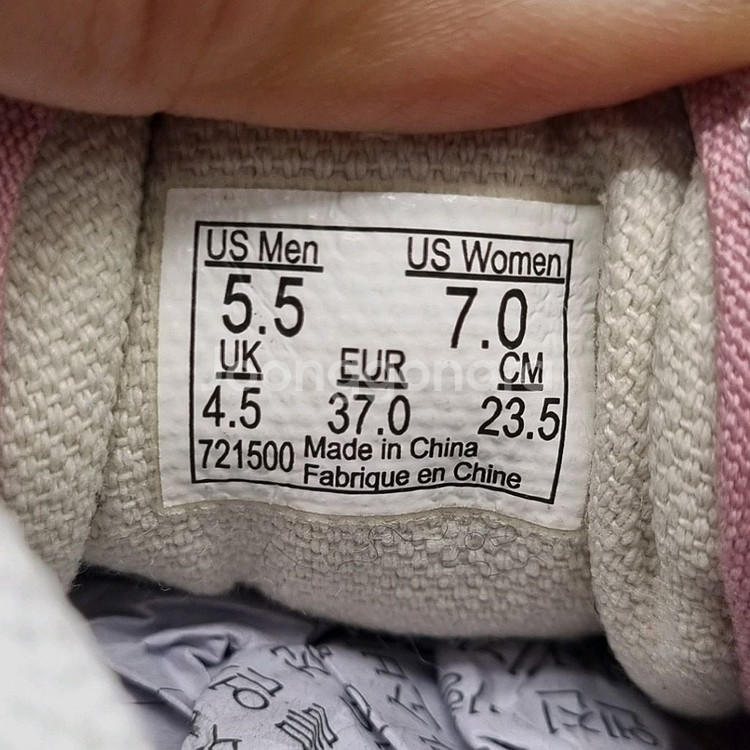 US Men US Women
5.5 7.0
UK EUR CM
4.5 37.0 23.5
721500 Made in China
Fabrique en Chine